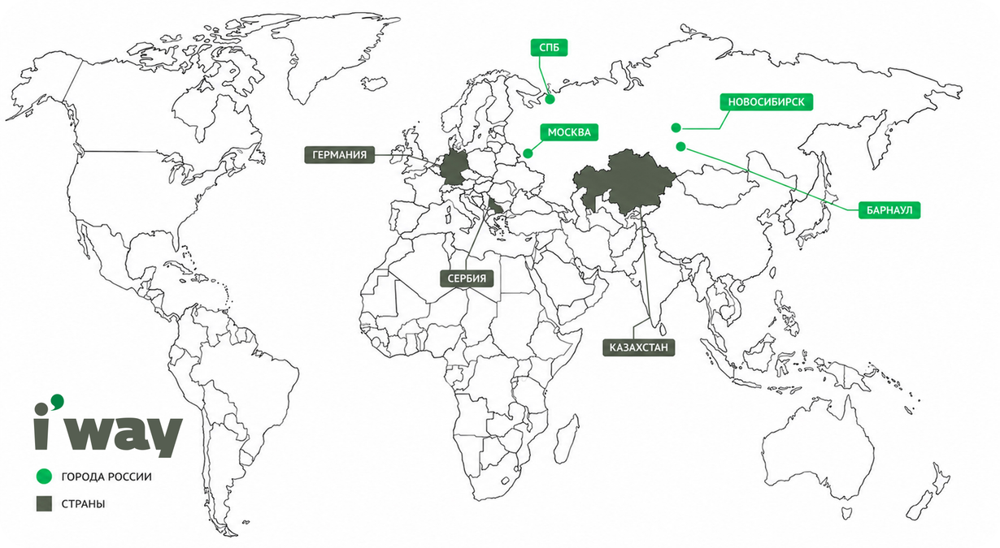 СПБ
НОВОСИБИРСК
МОСКВА
ГЕРМАНИЯ
БАРНАУЛ
СЕРБИЯ
КАЗАХСТАН
i'way
ГОРОДА РОССИИ
СТРАНЫ